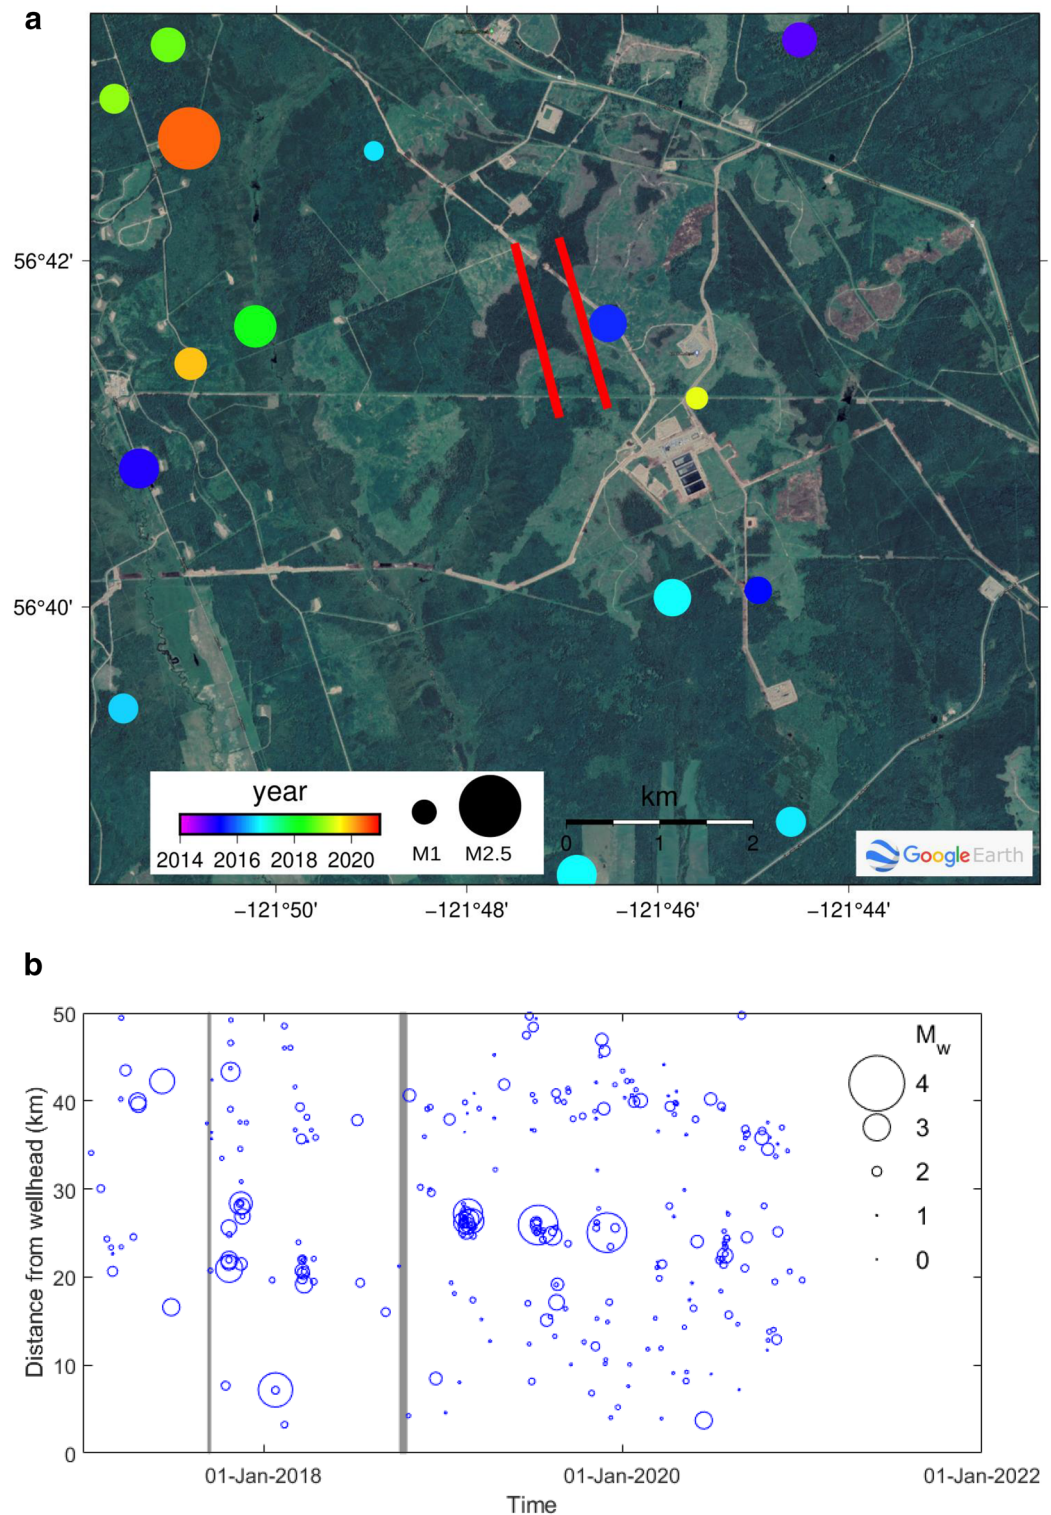 a
56°42'
56°40'
year
2014 2016 2018 2020
M1 M2.5
km
0 1 2
Google Earth
−121°50' −121°48' −121°46' −121°44'
b
50
40
30
20
10
0
Distance from wellhead (km)
Mw
4
3
2
1
0
01-Jan-2018 01-Jan-2020 01-Jan-2022
Time